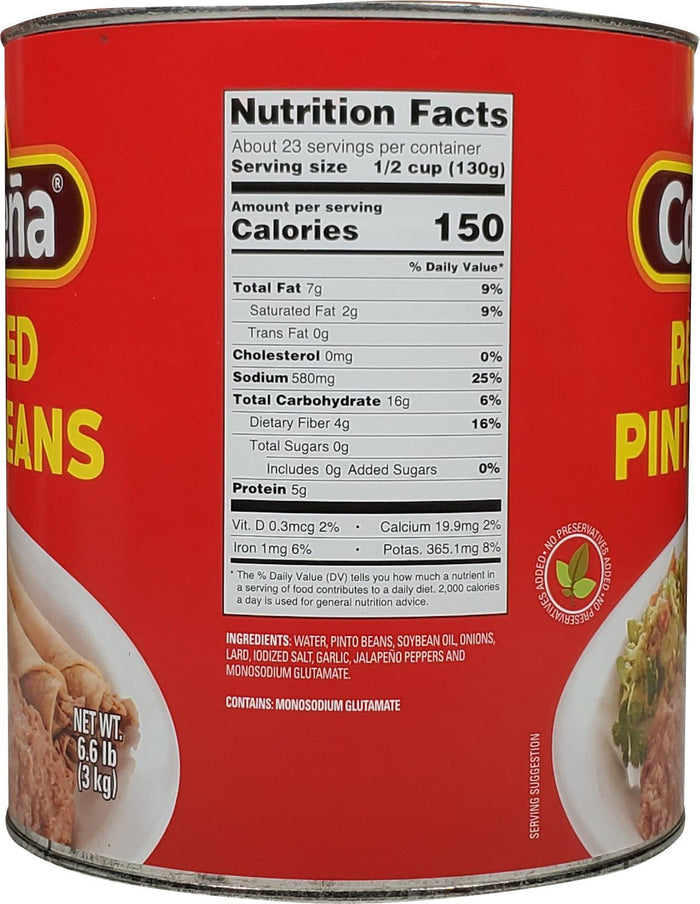 Nutrition Facts
About 23 servings per container
Serving size 1/2 cup (130g)
Amount per serving
Calories 150
% Daily Value*
Total Fat 7g 9%
Saturated Fat 2g 9%
Trans Fat 0g
Cholesterol 0mg 0%
Sodium 580mg 25%
Total Carbohydrate 16g 6%
Dietary Fiber 4g 16%
Total Sugars 0g
Includes 0g Added Sugars 0%
Protein 5g
Vit. D 0.3mcg 2% • Calcium 19.9mg 2%
Iron 1mg 6% • Potas. 365.1mg 8%
* The % Daily Value (DV) tells you how much a nutrient in
a serving of food contributes to a daily diet. 2,000 calories
a day is used for general nutrition advice.
INGREDIENTS: WATER, PINTO BEANS, SOYBEAN OIL, ONIONS,
LARD, IODIZED SALT, GARLIC, JALAPEÑO PEPPERS AND
MONOSODIUM GLUTAMATE.
CONTAINS: MONOSODIUM GLUTAMATE
eña®
ED
EANS
NET WT.
6.6 lb
(3 kg)
Co
R
PINT
NO PRESERVATIVES ADDED • NO PRESERVATIVES ADDED •
SERVING SUGGESTION